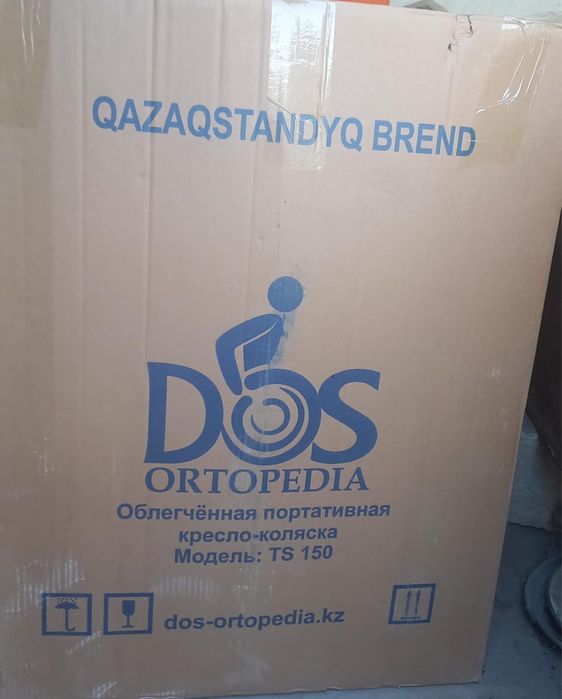 QAZAQSTANDYQ BREND
DOS
ORTOPEDIA
Облегчённая портативная
кресло-коляска
Модель: TS 150
dos-ortopedia.kz